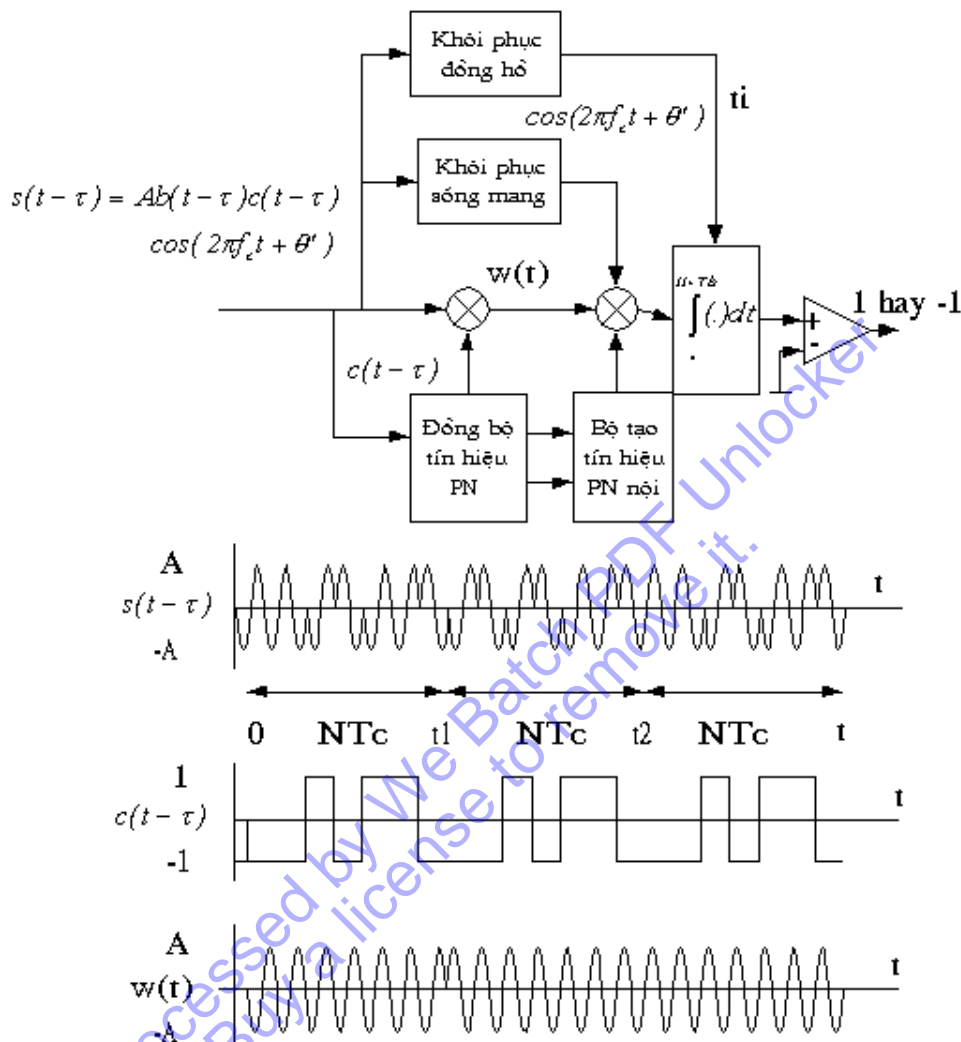 Khôi phục
đồng hồ
ti
cos(2πf_c t + θ')
Khôi phục
sóng mang
s(t − τ) = Ab(t − τ)c(t − τ)
cos( 2πf_c t + θ' )
w(t)
∫(.)dt
1 hay -1
+
-
c(t − τ)
Đồng bộ
tín hiệu
PN
Bộ tạo
tín hiệu
PN nội
A
s(t − τ)
-A
t
0 NTc t1 NTc t2 NTc t
1
c(t − τ)
-1
t
A
w(t)
-A
t
ocessed by We Batch PDF Unlocker
Buy a license to remove it.